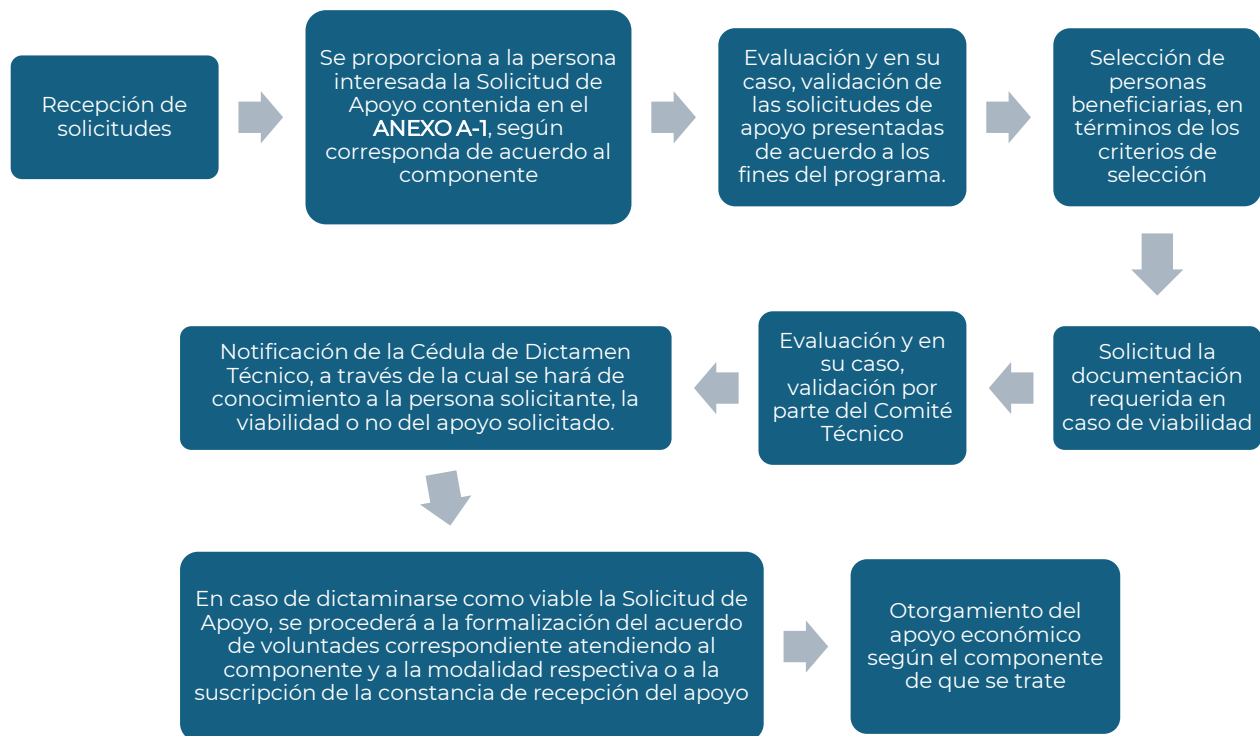 Recepción de
solicitudes
Se proporciona a la persona
interesada la Solicitud de
Apoyo contenida en el
ANEXO A-1, según
corresponda de acuerdo al
componente
Evaluación y en su caso, validación de
las solicitudes de
apoyo presentadas
de acuerdo a los
fines del programa.
Selección de
personas
beneficiarias, en
términos de los
criterios de
selección
Solicitud la
documentación
requerida en
caso de viabilidad
Evaluación y en
su caso,
validación por
parte del Comité
Técnico
Notificación de la Cédula de Dictamen
Técnico, a través de la cual se hará de
conocimiento a la persona solicitante, la
viabilidad o no del apoyo solicitado.
En caso de dictaminarse como viable la Solicitud de
Apoyo, se procederá a la formalización del acuerdo
de voluntades correspondiente atendiendo al
componente y a la modalidad respectiva o a la
suscripción de la constancia de recepción del apoyo
Otorgamiento del
apoyo económico
según el componente
de que se trate